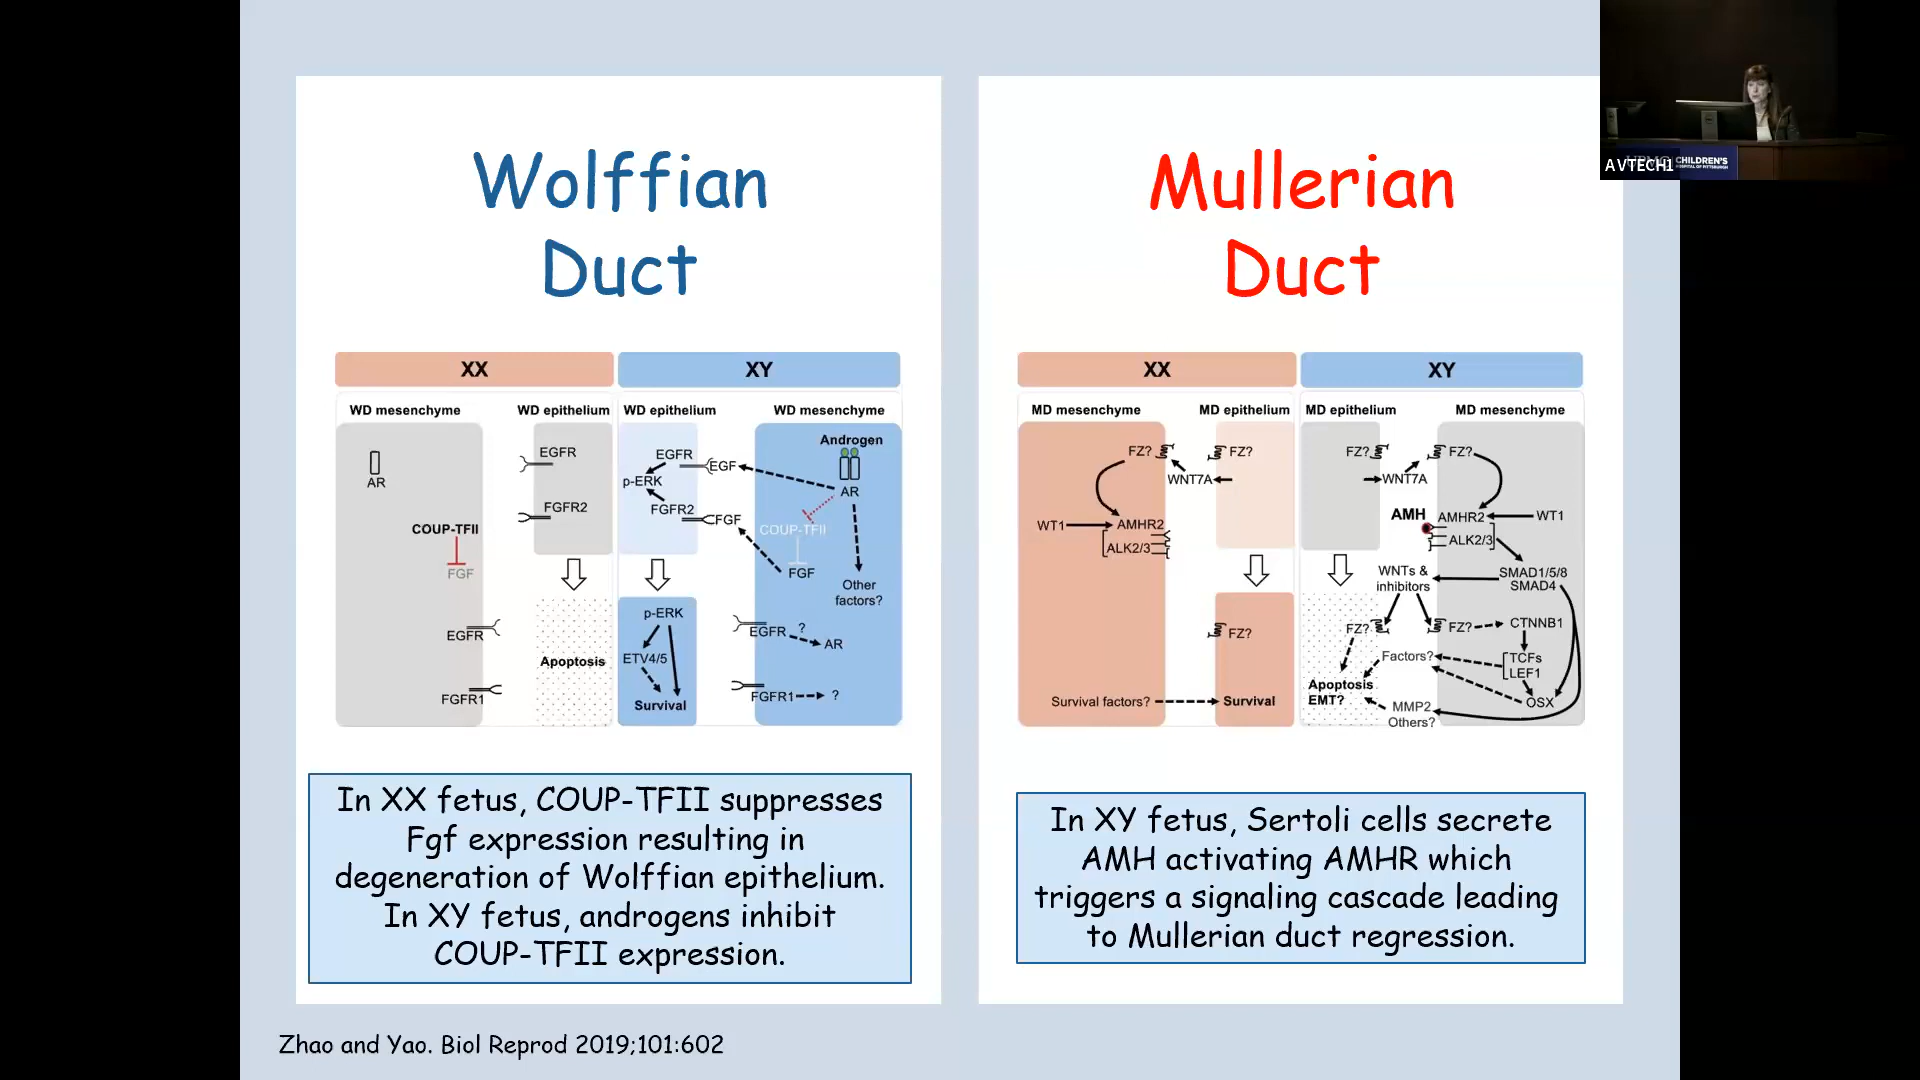 Wolffian
Duct
XX
XY
WD mesenchyme
WD epithelium
WD epithelium
WD mesenchyme
AR
COUP-TFII
FGF
EGFR
FGFR1
EGFR
FGFR2
Apoptosis
EGFR
EGF
p-ERK
FGFR2
FGF
p-ERK
ETV4/5
Survival
Androgen
AR
COUP-TFII
FGF
Other
factors?
EGFR
?
AR
FGFR1
?
In XX fetus, COUP-TFII suppresses
Fgf expression resulting in
degeneration of Wolffian epithelium.
In XY fetus, androgens inhibit
COUP-TFII expression.
Mullerian
Duct
XX
XY
MD mesenchyme
MD epithelium
MD epithelium
MD mesenchyme
FZ?
FZ?
WNT7A
WT1
AMHR2
ALK2/3
FZ?
Survival factors?
Survival
FZ?
FZ?
WNT7A
AMH
AMHR2
WT1
ALK2/3
WNTs &
inhibitors
SMAD1/5/8
SMAD4
FZ?
FZ?
CTNNB1
Factors?
TCFs
LEF1
Apoptosis
EMT?
MMP2
Others?
OSX
In XY fetus, Sertoli cells secrete
AMH activating AMHR which
triggers a signaling cascade leading
to Mullerian duct regression.
Zhao and Yao. Biol Reprod 2019;101:602
AVTECH1
CHILDREN'S